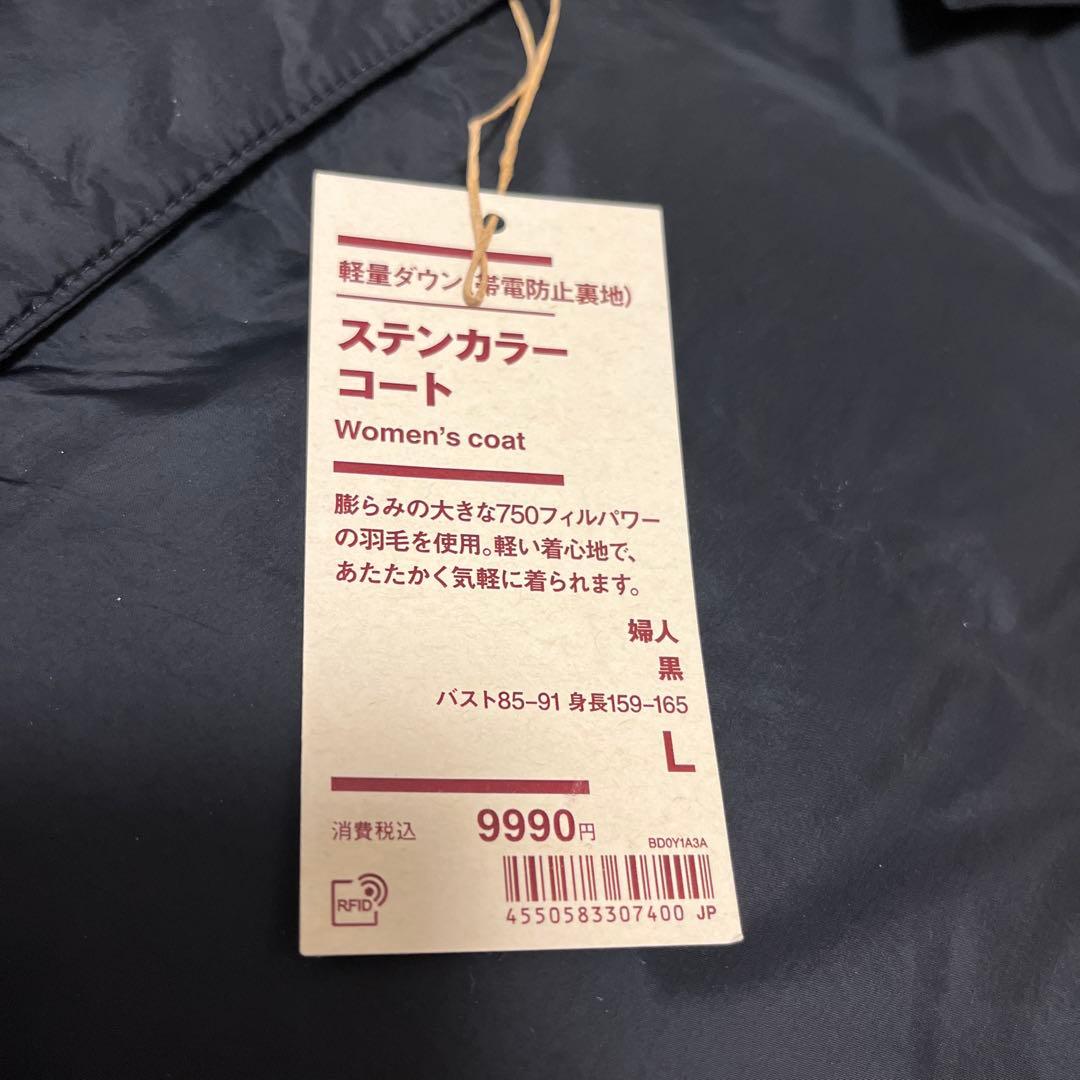 軽量ダウン(帯電防止裏地)
ステンカラー
コート
Women's coat
膨らみの大きな750フィルパワー
の羽毛を使用。軽い着心地で、
あたたかく気軽に着られます。
婦人
黒
バスト85-91 身長159-165
L
消費税込 9990円
BD0Y1A3A
RFID
4550583307400 JP